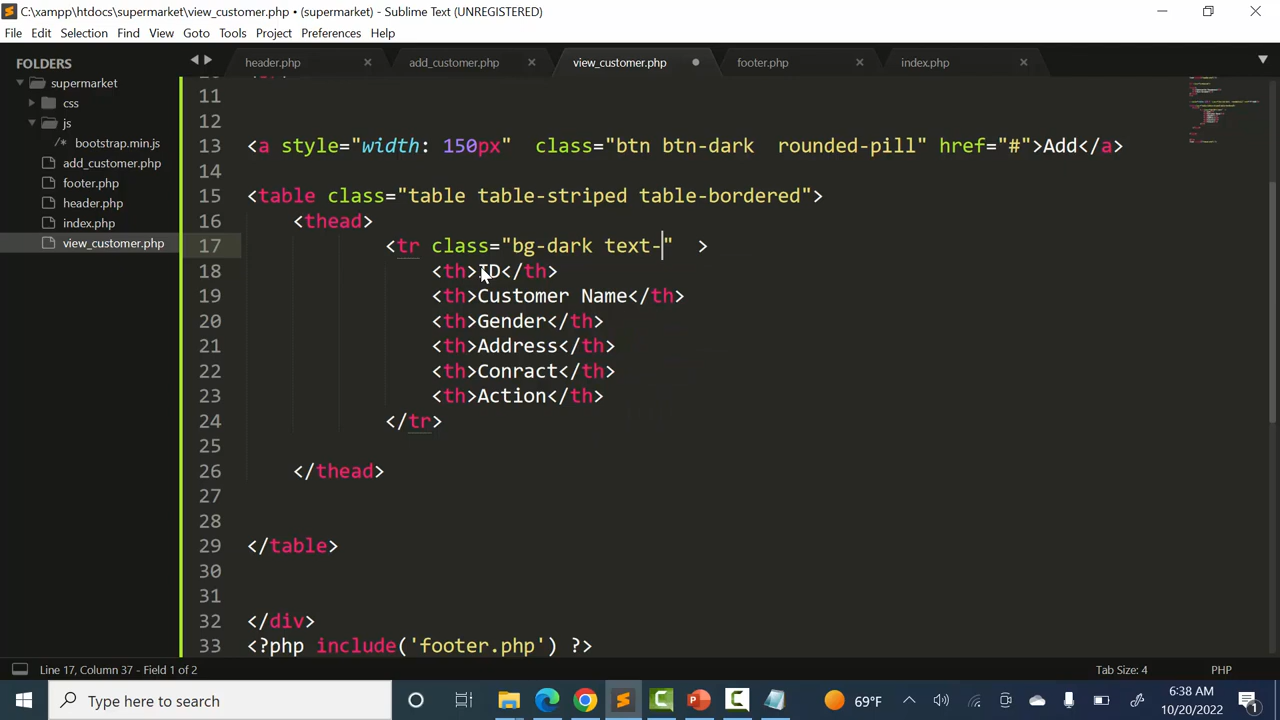 C:\xampp\htdocs\supermarket\view_customer.php • (supermarket) - Sublime Text (UNREGISTERED)
File Edit Selection Find View Goto Tools Project Preferences Help
FOLDERS
supermarket
css
js
bootstrap.min.js
add_customer.php
footer.php
header.php
index.php
view_customer.php
header.php add_customer.php view_customer.php footer.php index.php
11
12
13 <a style="width: 150px"  class="btn btn-dark  rounded-pill" href="#">Add</a>
14
15 <table class="table table-striped table-bordered">
16 <thead>
17 <tr class="bg-dark text-"  >
18 <th>ID</th>
19 <th>Customer Name</th>
20 <th>Gender</th>
21 <th>Address</th>
22 <th>Conract</th>
23 <th>Action</th>
24 </tr>
25
26 </thead>
27
28
29 </table>
30
31
32 </div>
33 <?php include('footer.php') ?>
Line 17, Column 37 - Field 1 of 2 Tab Size: 4 PHP
Type here to search 69°F 6:38 AM
10/20/2022 1